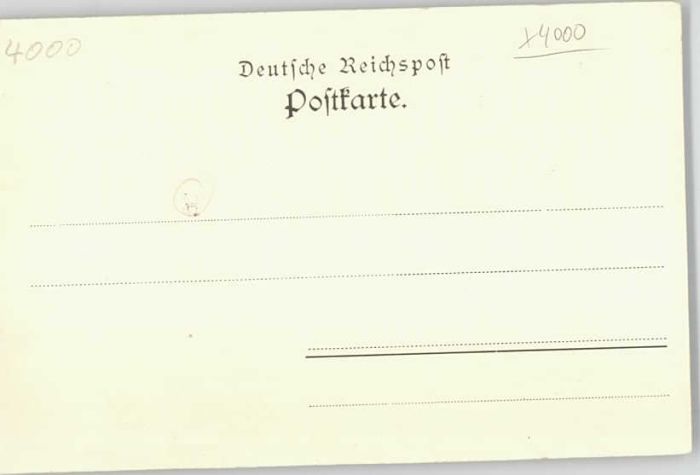 4000
x4000
Deutſche Reichspoſt
Poſtkarte.